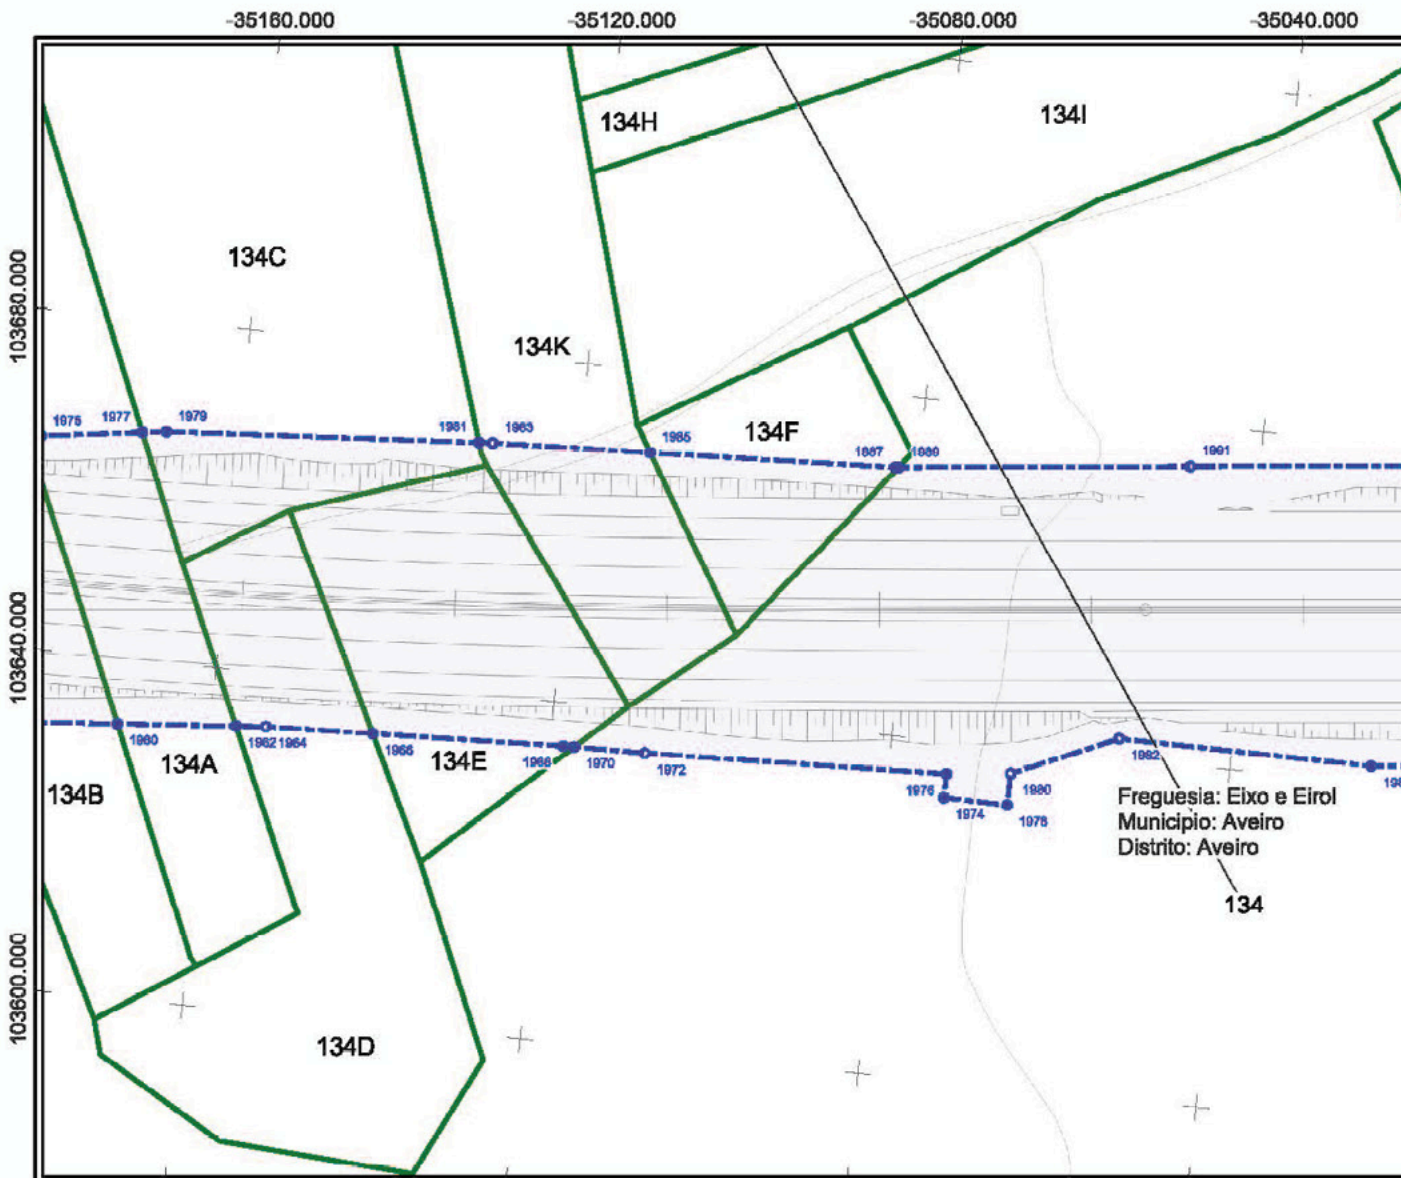 -35160.000 -35120.000 -35080.000 -35040.000
134H
134I
134C
103680.000
134K
1975 1977 1979 1981 1983 1985 134F 1987 1989 1991
103640.000
1960 1962 1964 1966 1968 1970 1972 1976 1974 1978 1980 1982
134A
134E
134B
Freguesia: Eixo e Eirol
Municipio: Aveiro
Distrito: Aveiro
134
103600.000
134D